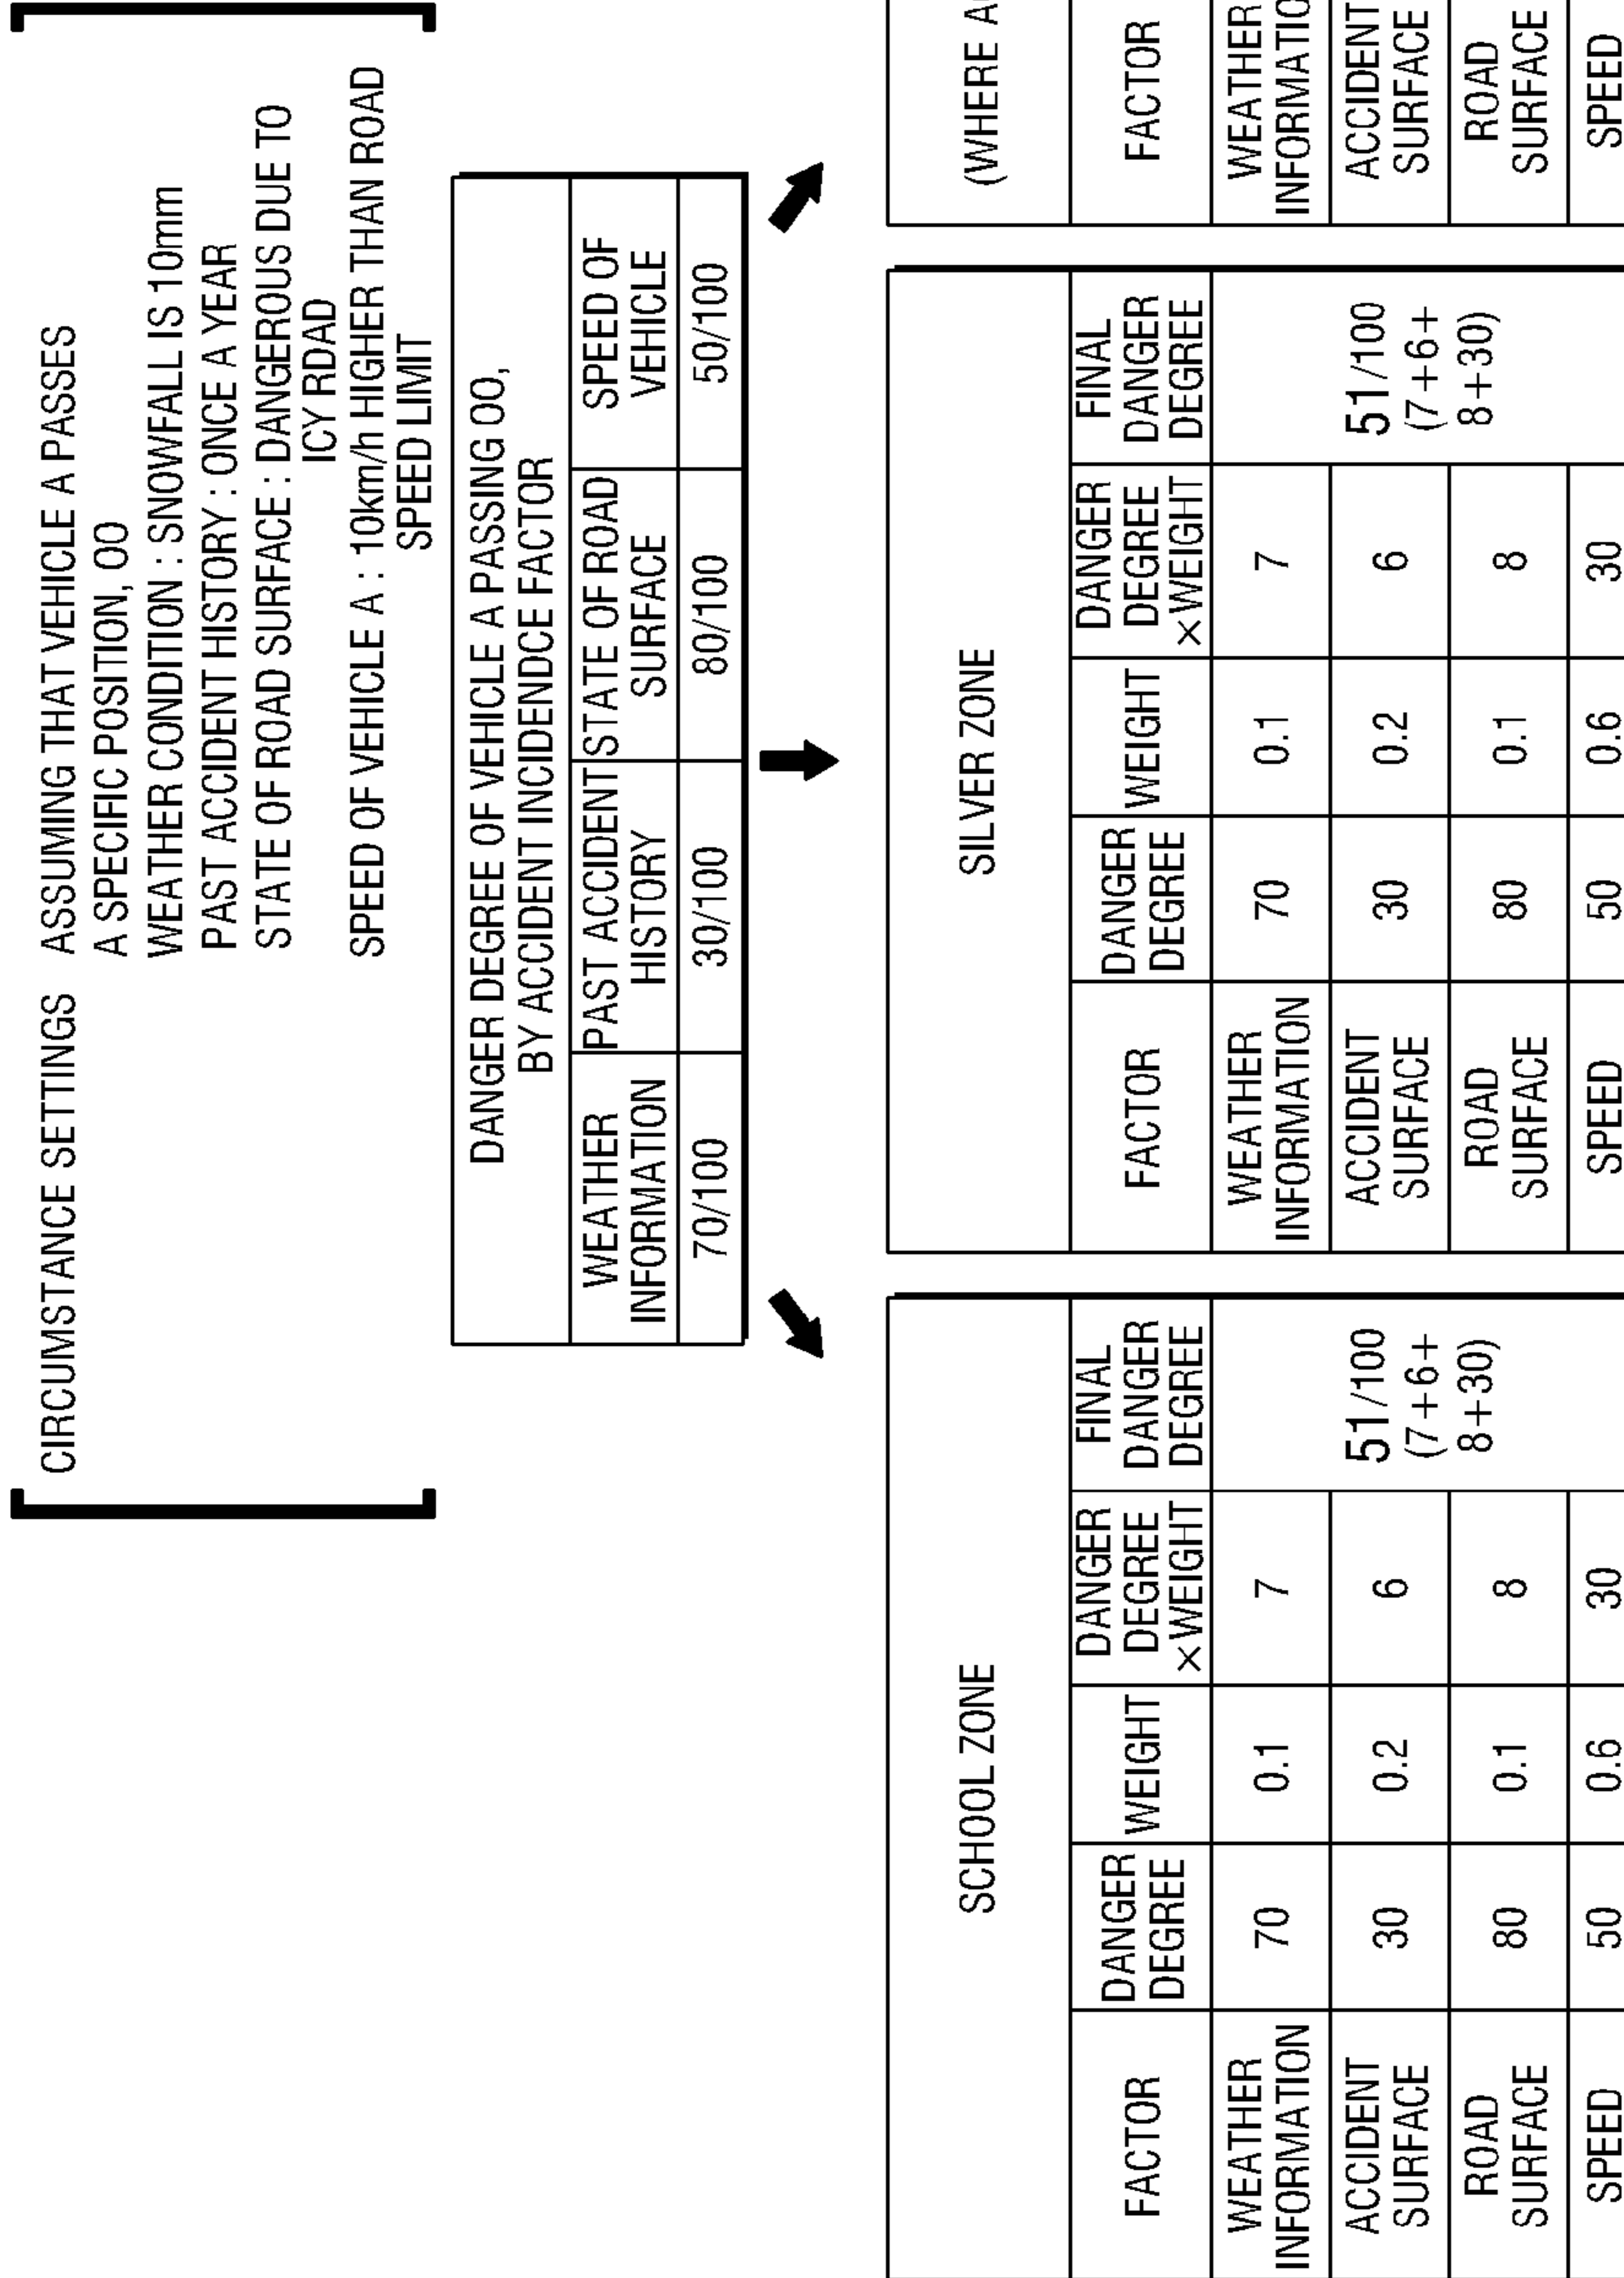 CIRCUMSTANCE SETTINGS ASSUMING THAT VEHICLE A PASSES
A SPECIFIC POSITION, OO
WEATHER CONDITION : SNOWFALL IS 10mm
PAST ACCIDENT HISTORY : ONCE A YEAR
STATE OF ROAD SURFACE : DANGEROUS DUE TO
ICY RDAD
SPEED OF VEHICLE A : 10km/h HIGHER THAN ROAD
SPEED LIMIT
DANGER DEGREE OF VEHICLE A PASSING OO,
BY ACCIDENT INCIDENDCE FACTOR
WEATHER
INFORMATION
PAST ACCIDENT
HISTORY
STATE OF ROAD
SURFACE
SPEED OF
VEHICLE
70/100
30/100
80/100
50/100
SCHOOL ZONE
FACTOR
DANGER
DEGREE
WEIGHT
DANGER
DEGREE
×WEIGHT
FINAL
DANGER
DEGREE
WEATHER
INFORMATION
70
0.1
7
ACCIDENT
SURFACE
30
0.2
6
ROAD
SURFACE
80
0.1
8
SPEED
50
0.6
30
51/100
(7+6+
8+30)
SILVER ZONE
FACTOR
DANGER
DEGREE
WEIGHT
DANGER
DEGREE
×WEIGHT
FINAL
DANGER
DEGREE
WEATHER
INFORMATION
70
0.1
7
ACCIDENT
SURFACE
30
0.2
6
ROAD
SURFACE
80
0.1
8
SPEED
50
0.6
30
51/100
(7+6+
8+30)
(WHERE
FACTOR
WEATHER
INFORMATIO
ACCIDENT
SURFACE
ROAD
SURFACE
SPEED